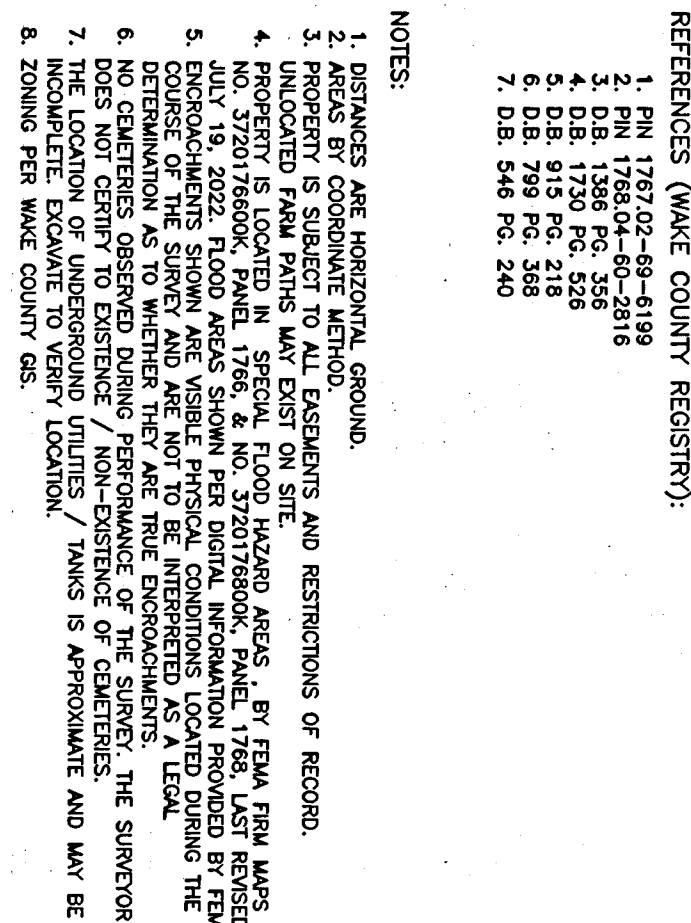 REFERENCES (WAKE COUNTY REGISTRY):
1. PIN 1767.02-69-6199
2. PIN 1768.04-60-2816
3. D.B. 1386 PG. 356
4. D.B. 1730 PG. 526
5. D.B. 915 PG. 218
6. D.B. 799 PG. 368
7. D.B. 546 PG. 240
NOTES:
1. DISTANCES ARE HORIZONTAL GROUND.
2. AREAS BY COORDINATE METHOD.
3. PROPERTY IS SUBJECT TO ALL EASEMENTS AND RESTRICTIONS OF RECORD.
UNLOCATED FARM PATHS MAY EXIST ON SITE.
4. PROPERTY IS LOCATED IN SPECIAL FLOOD HAZARD AREAS , BY FEMA FIRM MAPS
NO. 3720176600K, PANEL 1766, & NO. 3720176800K, PANEL 1768, LAST REVISED
JULY 19, 2022. FLOOD AREAS SHOWN PER DIGITAL INFORMATION PROVIDED BY FEM
5. ENCROACHMENTS SHOWN ARE VISIBLE PHYSICAL CONDITIONS LOCATED DURING THE
COURSE OF THE SURVEY AND ARE NOT TO BE INTERPRETED AS A LEGAL
DETERMINATION AS TO WHETHER THEY ARE TRUE ENCROACHMENTS.
6. NO CEMETERIES OBSERVED DURING PERFORMANCE OF THE SURVEY. THE SURVEYOR
DOES NOT CERTIFY TO EXISTENCE / NON-EXISTENCE OF CEMETERIES.
7. THE LOCATION OF UNDERGROUND UTILITIES / TANKS IS APPROXIMATE AND MAY BE
INCOMPLETE. EXCAVATE TO VERIFY LOCATION.
8. ZONING PER WAKE COUNTY GIS.